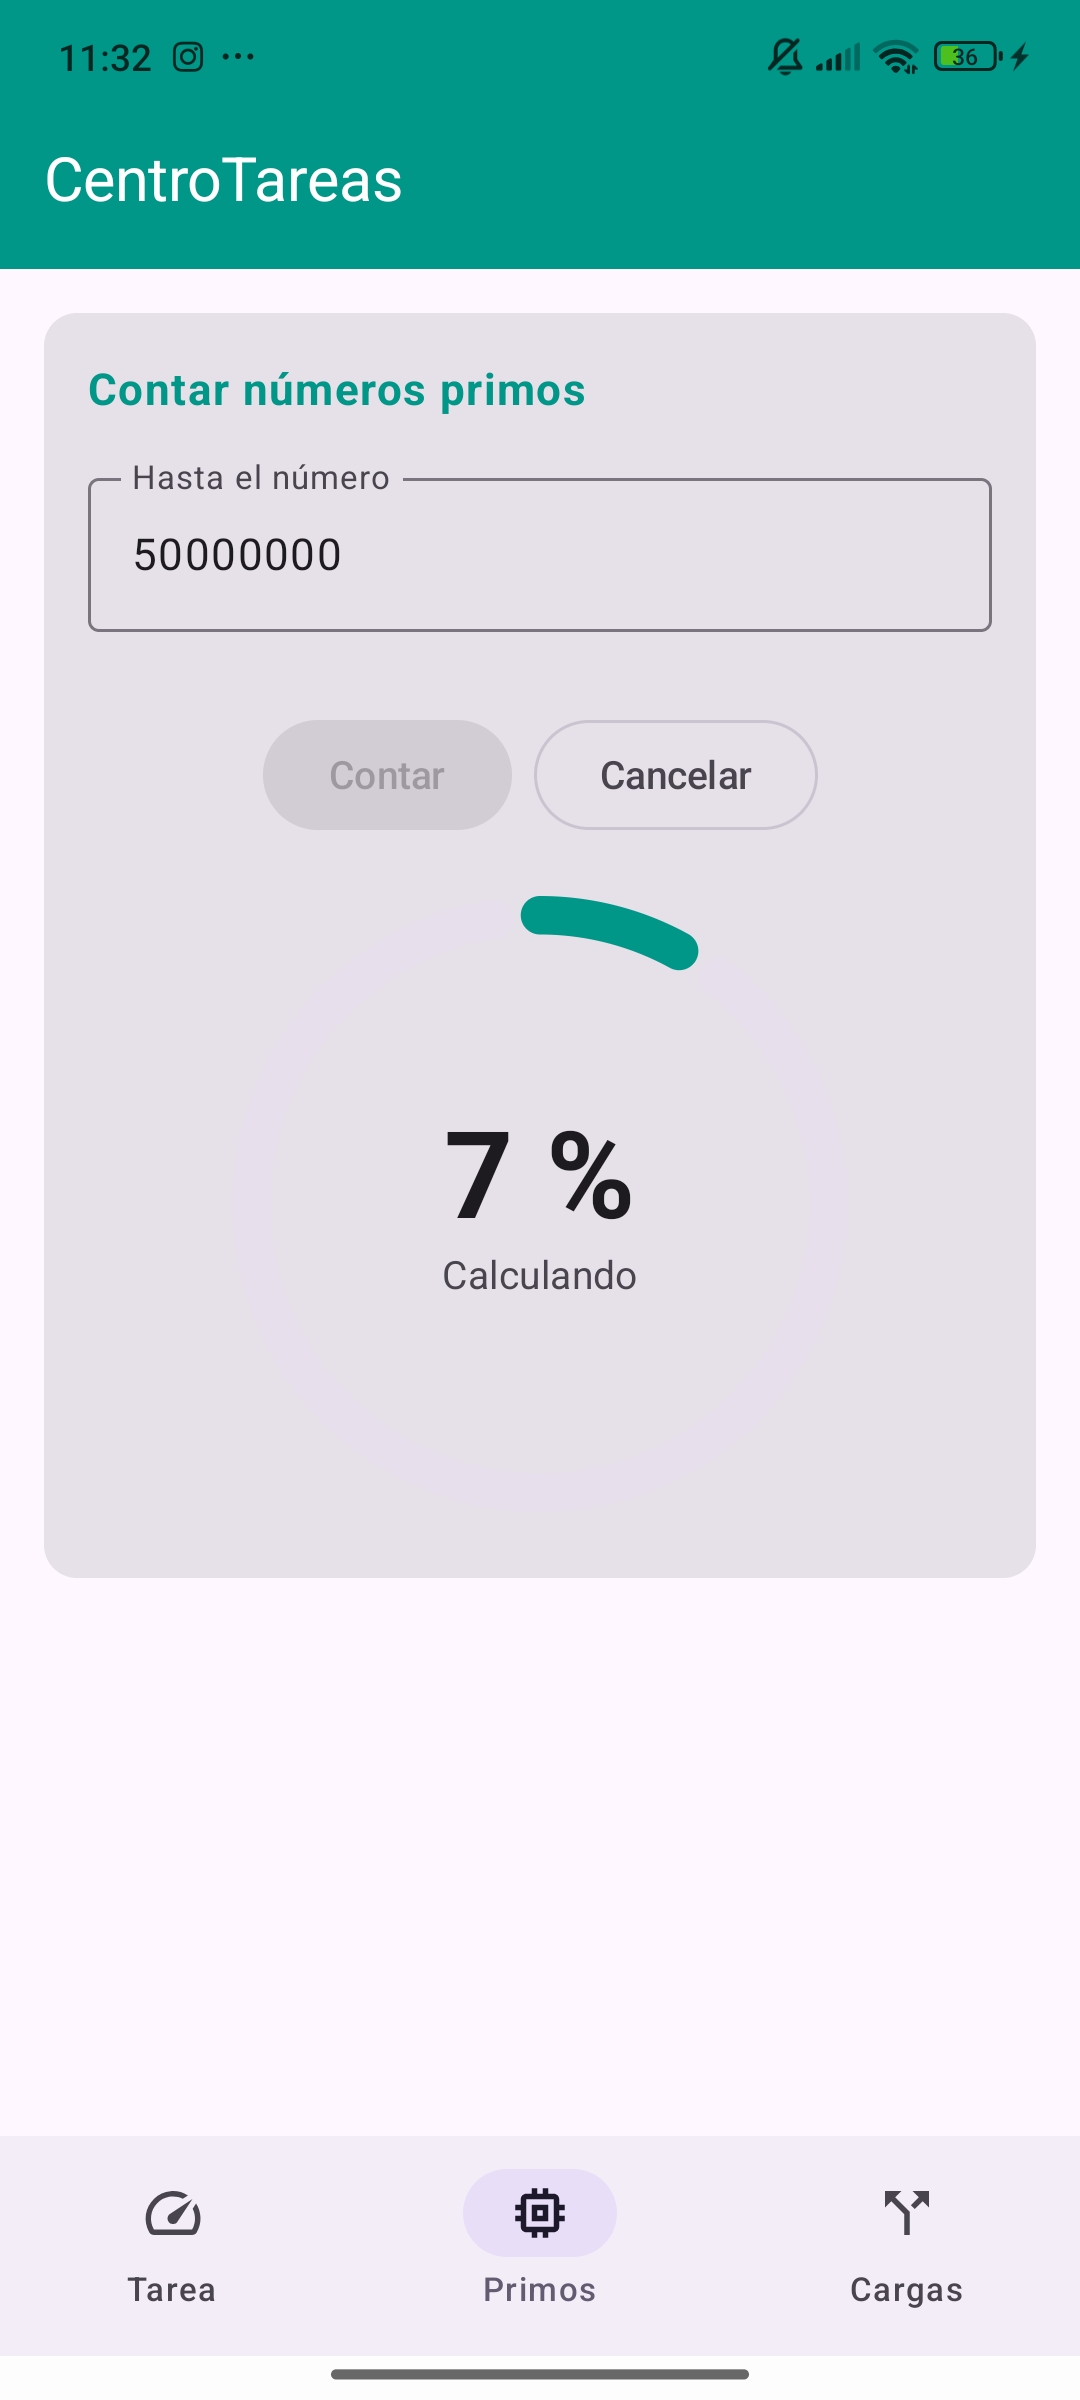 11:32
36
CentroTareas
Contar números primos
Hasta el número
50000000
Contar Cancelar
7 %
Calculando
Tarea Primos Cargas